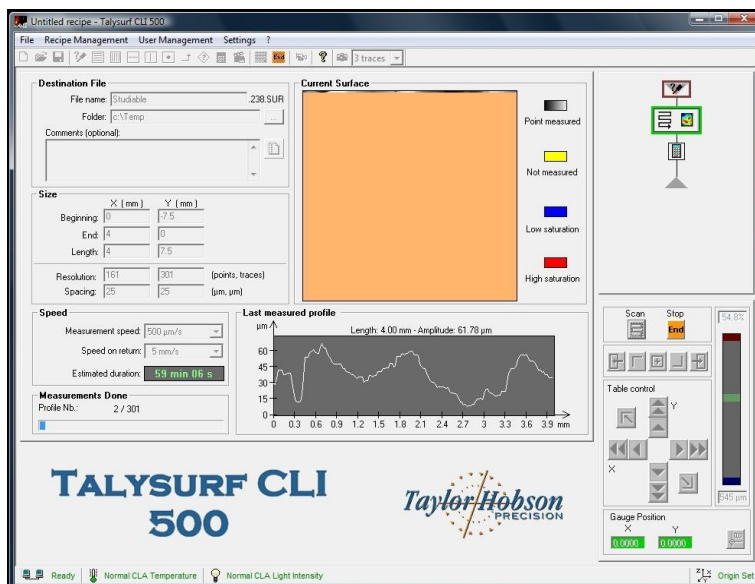 Untitled recipe - Talysurf CLI 500
File Recipe Management User Management Settings ?
End
?
3 traces
Destination File
File name: Studiable .238.SUR
Folder: c:\Temp ...
Comments (optional):
Size
X ( mm ) Y ( mm )
Beginning: 0 -7.5
End: 4 0
Length: 4 7.5
Resolution: 161 301 (points, traces)
Spacing: 25 25 (µm, µm)
Speed
Measurement speed: 500 µm/s
Speed on return: 5 mm/s
Estimated duration: 59 min 06 s
Measurements Done
Profile Nb.: 2 / 301
Current Surface
Point measured
Not measured
Low saturation
High saturation
Last measured profile
µm Length: 4.00 mm - Amplitude: 61.78 µm
60
45
30
15
0
0 0.3 0.6 0.9 1.2 1.5 1.8 2.1 2.4 2.7 3 3.3 3.6 3.9 mm
Scan Stop
End
54.8%
Table control
Y
X
545 µm
Gauge Position
X Y
0.0000 0.0000
TALYSURF CLI
500
Taylor Hobson
PRECISION
Ready Normal CLA Temperature Normal CLA Light Intensity Origin Set